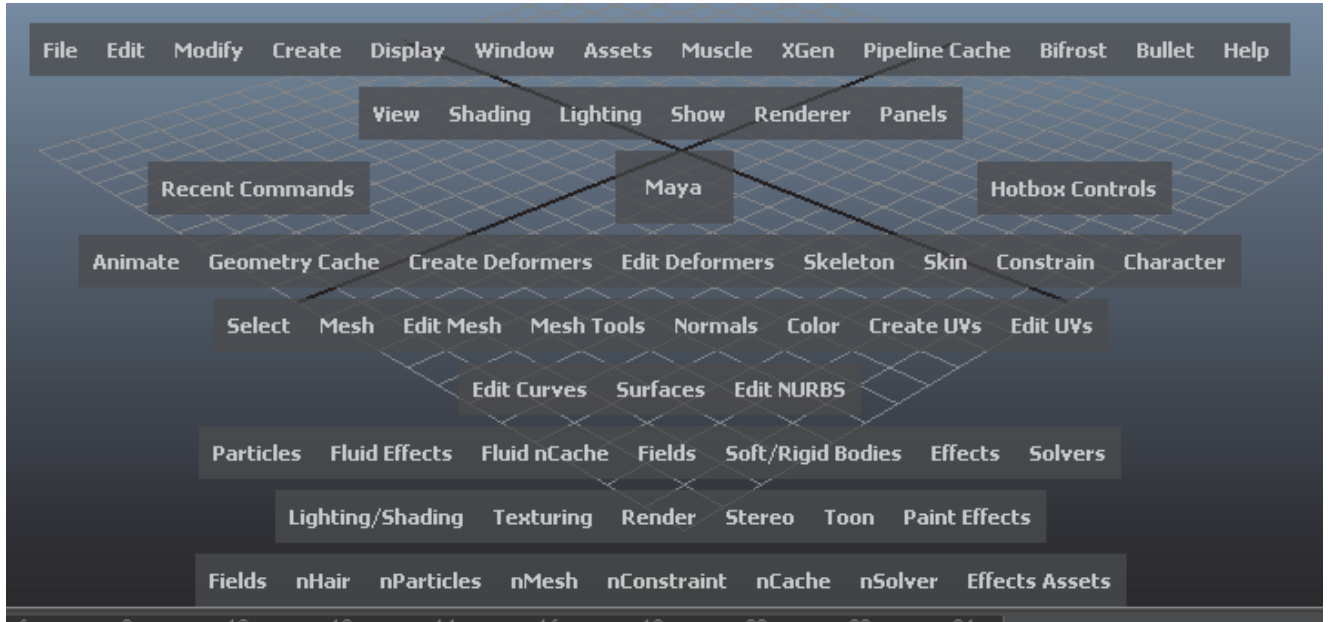 File Edit Modify Create Display Window Assets Muscle XGen Pipeline Cache Bifrost Bullet Help
View Shading Lighting Show Renderer Panels
Recent Commands Maya Hotbox Controls
Animate Geometry Cache Create Deformers Edit Deformers Skeleton Skin Constrain Character
Select Mesh Edit Mesh Mesh Tools Normals Color Create UVs Edit UVs
Edit Curves Surfaces Edit NURBS
Particles Fluid Effects Fluid nCache Fields Soft/Rigid Bodies Effects Solvers
Lighting/Shading Texturing Render Stereo Toon Paint Effects
Fields nHair nParticles nMesh nConstraint nCache nSolver Effects Assets